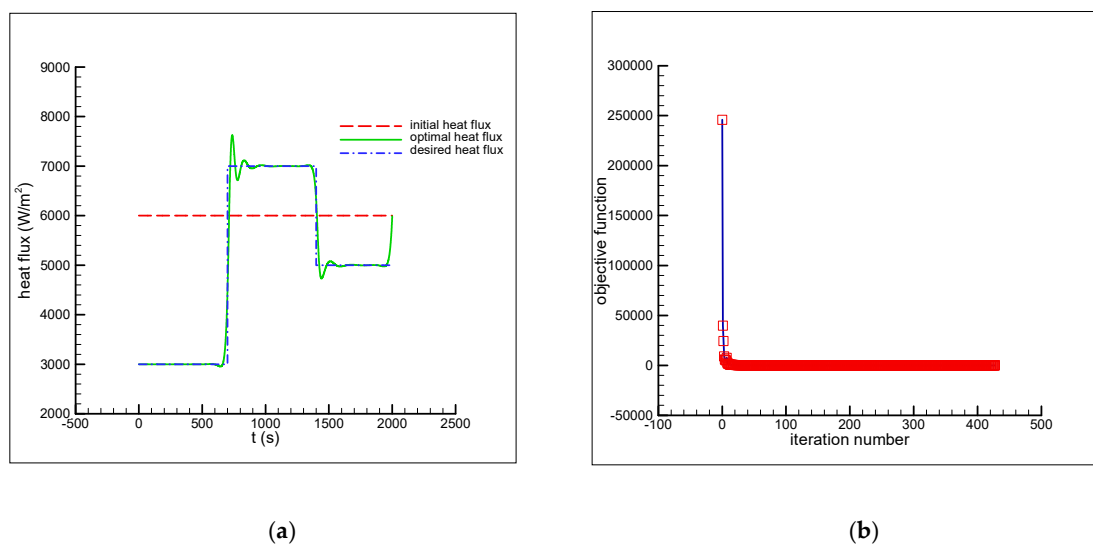 9000
8000
7000
6000
5000
4000
3000
2000
heat flux (W/m²)
initial heat flux
optimal heat flux
desired heat flux
-500 0 500 1000 1500 2000 2500
t (s)
(a)
300000
250000
200000
150000
100000
50000
0
-50000
objective function
-100 0 100 200 300 400 500
iteration number
(b)